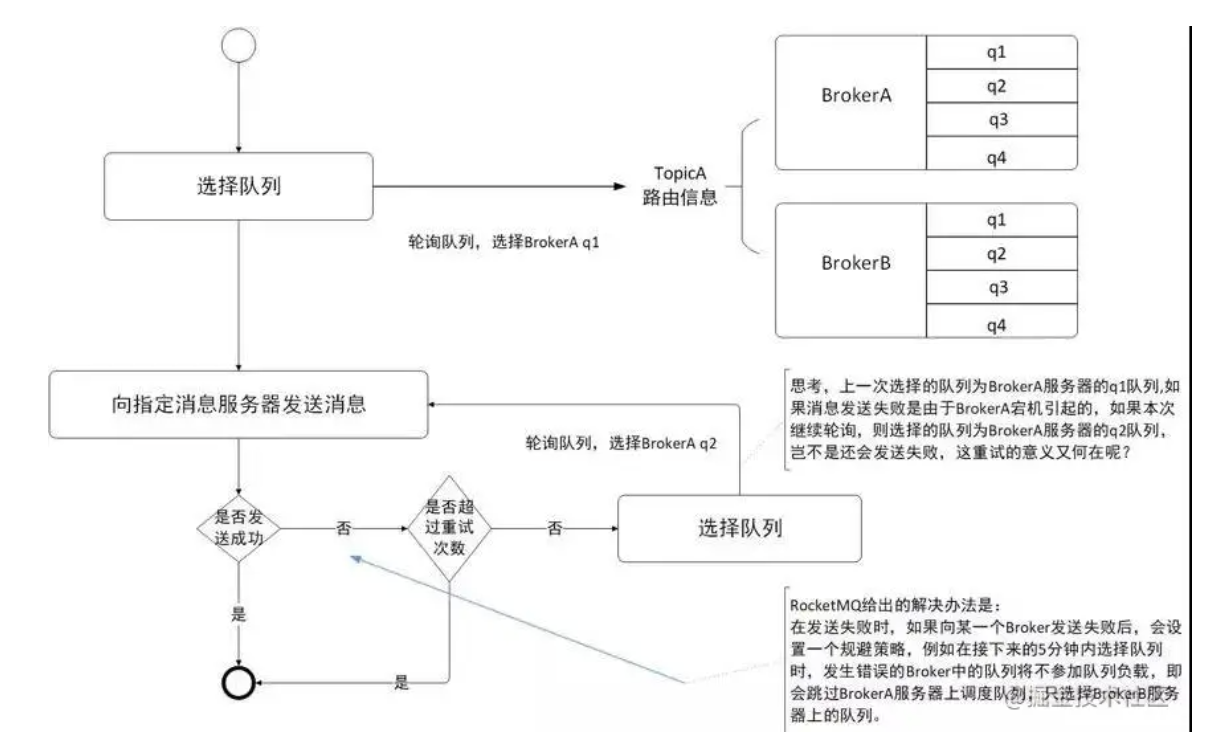 BrokerA
q1
q2
q3
q4
选择队列
TopicA
路由信息
轮询队列，选择BrokerA q1
BrokerB
q1
q2
q3
q4
向指定消息服务器发送消息
思考，上一次选择的队列为BrokerA服务器的q1队列,如
果消息发送失败是由于BrokerA宕机引起的，如果本次
继续轮询，则选择的队列为BrokerA服务器的q2队列，
岂不是还会发送失败，这重试的意义又何在呢？
轮询队列，选择BrokerA q2
是否发
送成功
否
是否超
过重试
次数
否
选择队列
是
是
RocketMQ给出的解决办法是：
在发送失败时，如果向某一个Broker发送失败后，会设
置一个规避策略，例如在接下来的5分钟内选择队列
时，发生错误的Broker中的队列将不参加队列负载，即
会跳过BrokerA服务器上调度队列，只选择BrokerB服务
器上的队列。
@掘金技术社区